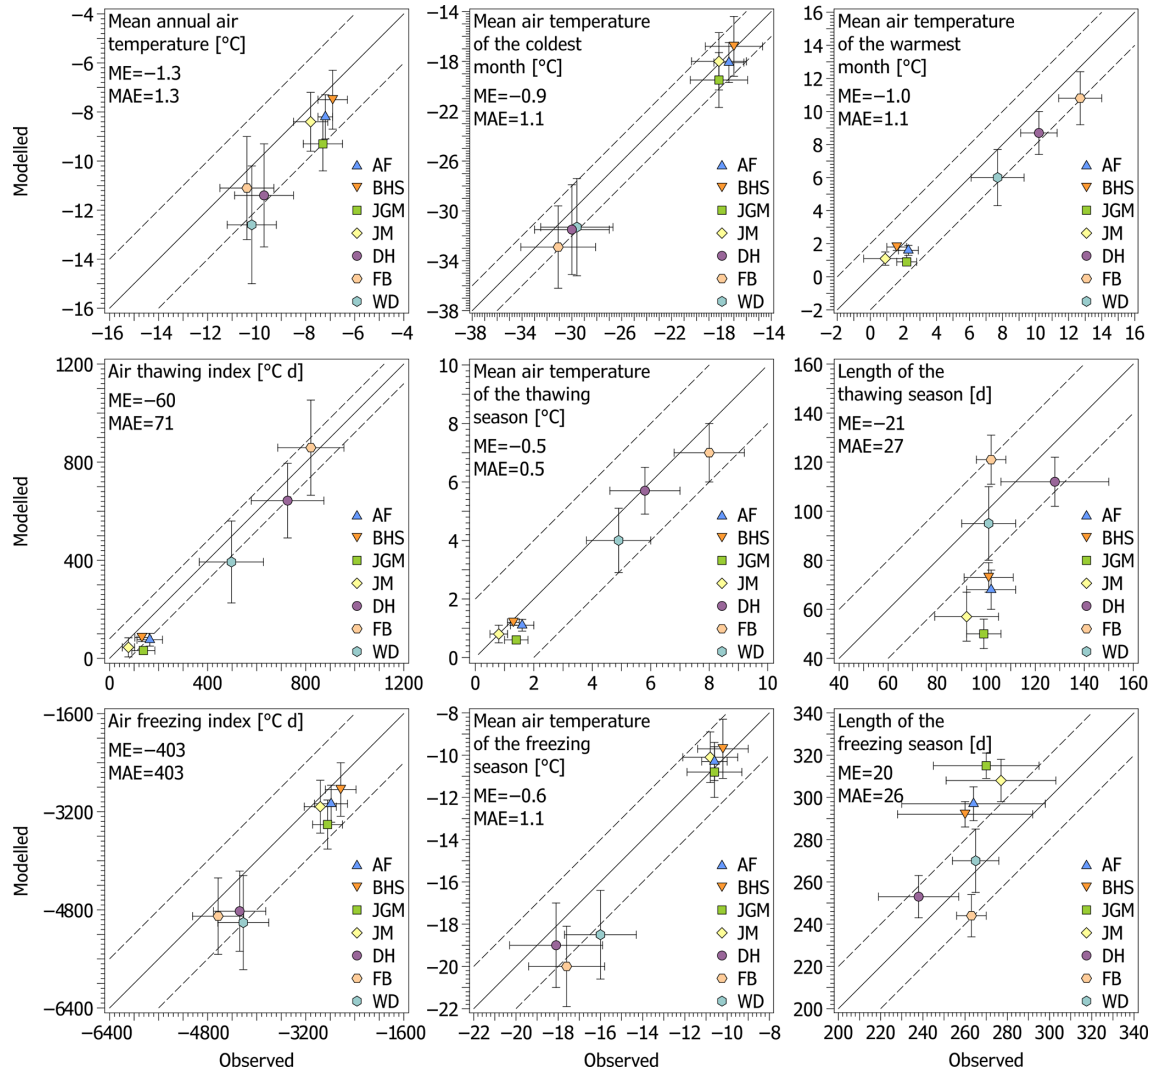 Mean annual air
temperature [°C]
ME=−1.3
MAE=1.3
Modelled
−4
−6
−8
−10
−12
−14
−16
−16
−14
−12
−10
−8
−6
−4
AF
BHS
JGM
JM
DH
FB
WD
Mean air temperature
of the coldest
month [°C]
ME=−0.9
MAE=1.1
−14
−18
−22
−26
−30
−34
−38
−38
−34
−30
−26
−22
−18
−14
AF
BHS
JGM
JM
DH
FB
WD
Mean air temperature
of the warmest
month [°C]
ME=−1.0
MAE=1.1
16
14
12
10
8
6
4
2
0
−2
−2
0
2
4
6
8
10
12
14
16
AF
BHS
JGM
JM
DH
FB
WD
Air thawing index [°C d]
ME=−60
MAE=71
Modelled
1200
800
400
0
0
400
800
1200
AF
BHS
JGM
JM
DH
FB
WD
Mean air temperature
of the thawing
season [°C]
ME=−0.5
MAE=0.5
10
8
6
4
2
0
0
2
4
6
8
10
AF
BHS
JGM
JM
DH
FB
WD
Length of the
thawing season [d]
ME=−21
MAE=27
160
140
120
100
80
60
40
40
60
80
100
120
140
160
AF
BHS
JGM
JM
DH
FB
WD
Air freezing index [°C d]
ME=−403
MAE=403
Modelled
−1600
−3200
−4800
−6400
−6400
−4800
−3200
−1600
Observed
AF
BHS
JGM
JM
DH
FB
WD
Mean air temperature
of the freezing
season [°C]
ME=−0.6
MAE=1.1
−8
−10
−12
−14
−16
−18
−20
−22
−22
−20
−18
−16
−14
−12
−10
−8
Observed
AF
BHS
JGM
JM
DH
FB
WD
Length of the
freezing season [d]
ME=20
MAE=26
340
320
300
280
260
240
220
200
200
220
240
260
280
300
320
340
Observed
AF
BHS
JGM
JM
DH
FB
WD